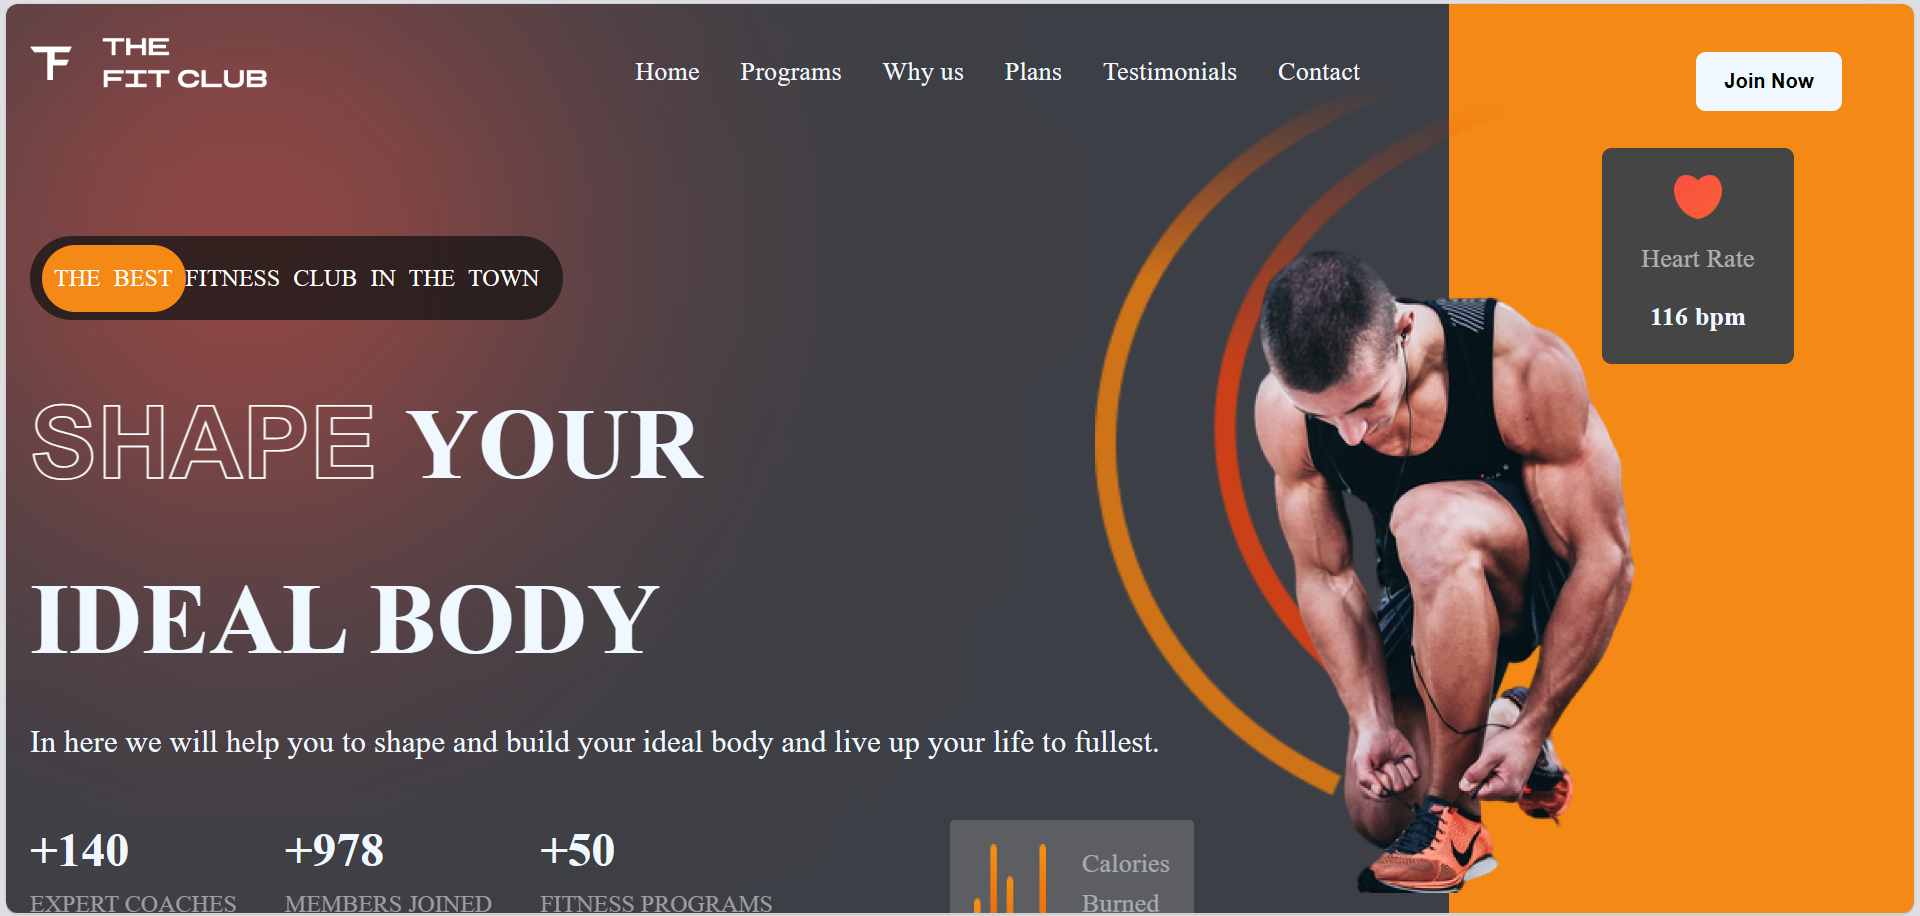 THE
FIT CLUB
Home Programs Why us Plans Testimonials Contact
Join Now
Heart Rate
116 bpm
THE BEST FITNESS CLUB IN THE TOWN
SHAPE YOUR
IDEAL BODY
In here we will help you to shape and build your ideal body and live up your life to fullest.
+140 +978 +50
EXPERT COACHES MEMBERS JOINED FITNESS PROGRAMS
Calories
Burned